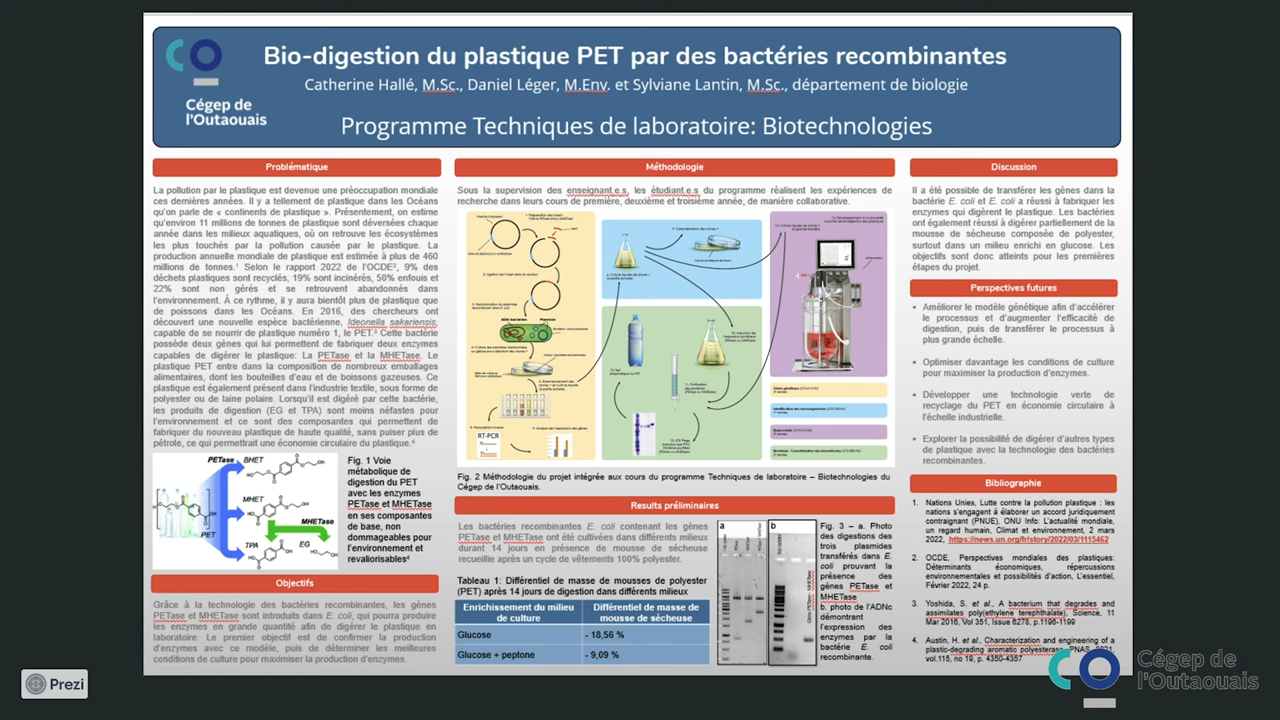 Cégep de
l'Outaouais
Bio-digestion du plastique PET par des bactéries recombinantes
Catherine Hallé, M.Sc., Daniel Léger, M.Env. et Sylviane Lantin, M.Sc., département de biologie
Programme Techniques de laboratoire: Biotechnologies
Problématique
La pollution par le plastique est devenue une préoccupation mondiale
ces dernières années. Il y a tellement de plastique dans les Océans
qu'on parle de « continents de plastique ». Présentement, on estime
qu'environ 11 millions de tonnes de plastique sont déversées chaque
année dans les milieux aquatiques, où on retrouve les écosystèmes
les plus touchés par la pollution causée par le plastique. La
production annuelle mondiale de plastique est estimée à plus de 460
millions de tonnes.¹ Selon le rapport 2022 de l'OCDE², 9% des
déchets plastiques sont recyclés, 19% sont incinérés, 50% enfouis et
22% sont non gérés et se retrouvent abandonnés dans
l'environnement. À ce rythme, il y aura bientôt plus de plastique que
de poissons dans les Océans. En 2016, des chercheurs ont
découvert une nouvelle espèce bactérienne, Ideonella sakariensis,
capable de se nourrir de plastique numéro 1, le PET.³ Cette bactérie
possède deux gènes qui lui permettent de fabriquer deux enzymes
capables de digérer le plastique: La PETase et la MHETase. Le
plastique PET entre dans la composition de nombreux emballages
alimentaires, dont les bouteilles d'eau et de boissons gazeuses. Ce
plastique est également présent dans l'industrie textile, sous forme de
polyester ou de laine polaire. Lorsqu'il est digéré par cette bactérie,
les produits de digestion (EG et TPA) sont moins néfastes pour
l'environnement et ce sont des composantes qui permettent de
fabriquer du nouveau plastique de haute qualité, sans puiser plus de
pétrole, ce qui permettrait une économie circulaire du plastique.⁴
PETase
BHET
MHET
MHETase
PET
TPA
EG
Fig. 1 Voie
métabolique de
digestion du PET
avec les enzymes
PETase et MHETase
en ses composantes
de base, non
dommageables pour
l'environnement et
revalorisables⁴
Objectifs
Grâce à la technologie des bactéries recombinantes, les gènes
PETase et MHETase sont introduits dans E. coli, qui pourra produire
les enzymes en grande quantité afin de digérer le plastique en
laboratoire. Le premier objectif est de confirmer la production
d'enzymes avec ce modèle, puis de déterminer les meilleures
conditions de culture pour maximiser la production d'enzymes.
Méthodologie
Sous la supervision des enseignant.e.s, les étudiant.e.s du programme réalisent les expériences de
recherche dans leurs cours de première, deuxième et troisième année, de manière collaborative.
RT-PCR
Fig. 2 Méthodologie du projet intégrée aux cours du programme Techniques de laboratoire – Biotechnologies du
Cégep de l'Outaouais.
Results préliminaires
Les bactéries recombinantes E. coli contenant les gènes
PETase et MHETase ont été cultivées dans différents milieux
durant 14 jours en présence de mousse de sécheuse
recueillie après un cycle de vêtements 100% polyester.
Tableau 1: Différentiel de masse de mousses de polyester
(PET) après 14 jours de digestion dans différents milieux
Enrichissement du milieu
de culture
Différentiel de masse de
mousse de sécheuse
Glucose
- 18,56 %
Glucose + peptone
- 9,09 %
a
b
Fig. 3 – a. Photo
des digestions des
trois plasmides
transférés dans E.
coli prouvant la
présence des
gènes PETase et
MHETase
b. photo de l'ADNc
démontrant
l'expression des
enzymes par la
bactérie E. coli
recombinante.
Discussion
Il a été possible de transférer les gènes dans la
bactérie E. coli et E. coli a réussi à fabriquer les
enzymes qui digèrent le plastique. Les bactéries
ont également réussi à digérer partiellement de la
mousse de sécheuse composée de polyester,
surtout dans un milieu enrichi en glucose. Les
objectifs sont donc atteints pour les premières
étapes du projet.
Perspectives futures
▪ Améliorer le modèle génétique afin d'accélérer
le processus et d'augmenter l'efficacité de
digestion, puis de transférer le processus à
plus grande échelle.
▪ Optimiser davantage les conditions de culture
pour maximiser la production d'enzymes.
▪ Développer une technologie verte de
recyclage du PET en économie circulaire à
l'échelle industrielle.
▪ Explorer la possibilité de digérer d'autres types
de plastique avec la technologie des bactéries
recombinantes.
Bibliographie
1. Nations Unies, Lutte contre la pollution plastique : les
nations s'engagent à élaborer un accord juridiquement
contraignant (PNUE), ONU Info: L'actualité mondiale,
un regard humain, Climat et environnement, 2 mars
2022, https://news.un.org/fr/story/2022/03/1115462
2. OCDE, Perspectives mondiales des plastiques:
Déterminants économiques, répercussions
environnementales et possibilités d'action, L'essentiel,
Février 2022, 24 p.
3. Yoshida, S. et al., A bacterium that degrades and
assimilates poly(ethylene terephthalate), Science, 11
Mar 2016, Vol 351, Issue 6278, p.1196-1199
4. Austin, H. et al., Characterization and engineering of a
plastic-degrading aromatic polyesterase, PNAS,
vol.115, no 19, p. 4350-4357
Prezi
Cégep de
l'Outaouais